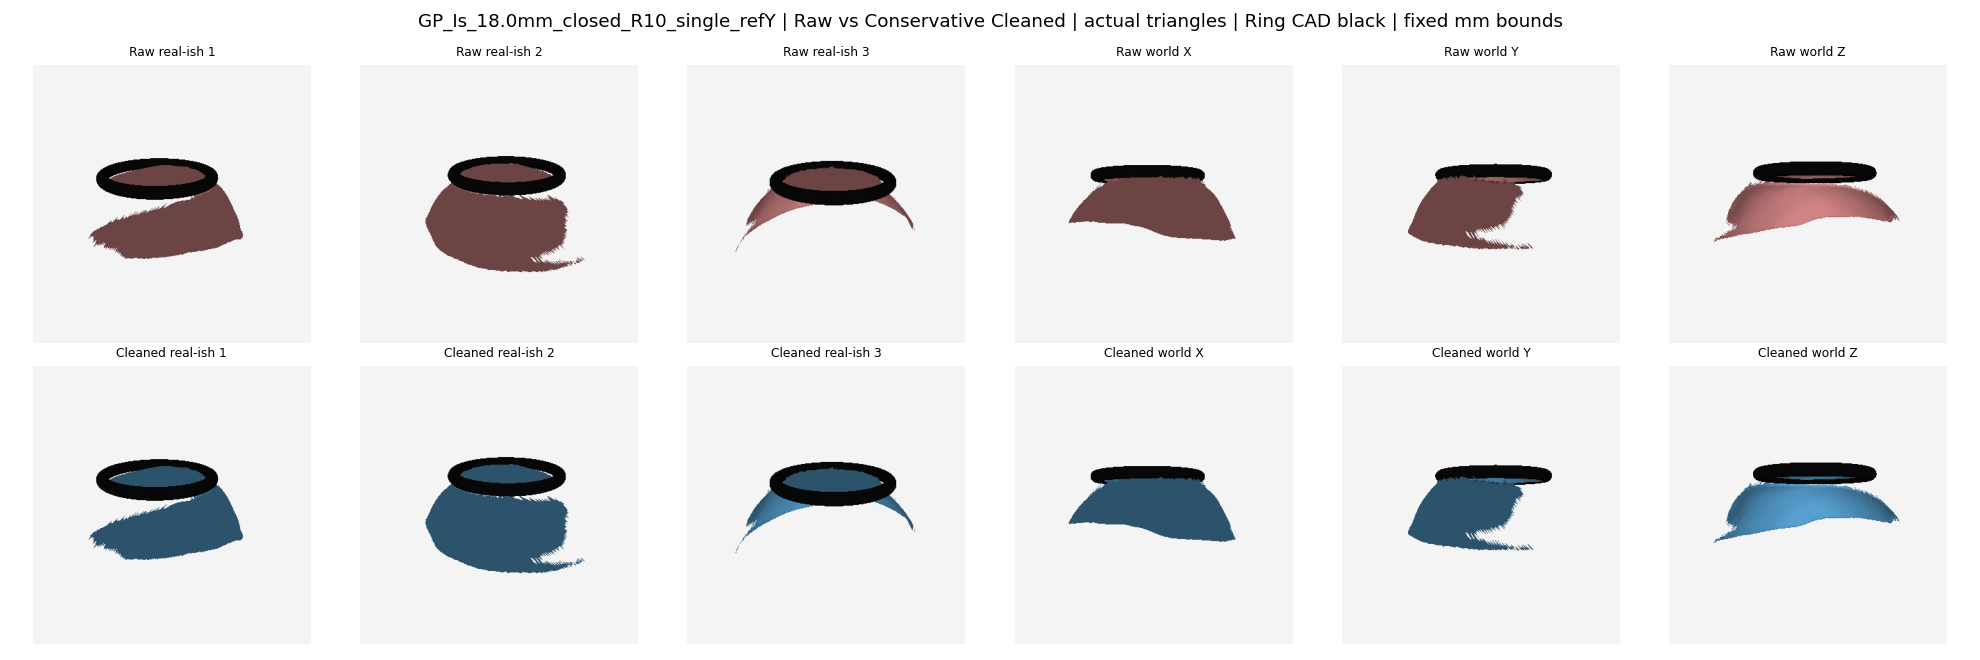 GP_Is_18.0mm_closed_R10_single_refY | Raw vs Conservative Cleaned | actual triangles | Ring CAD black | fixed mm bounds
Raw real-ish 1
Raw real-ish 2
Raw real-ish 3
Raw world X
Raw world Y
Raw world Z
Cleaned real-ish 1
Cleaned real-ish 2
Cleaned real-ish 3
Cleaned world X
Cleaned world Y
Cleaned world Z